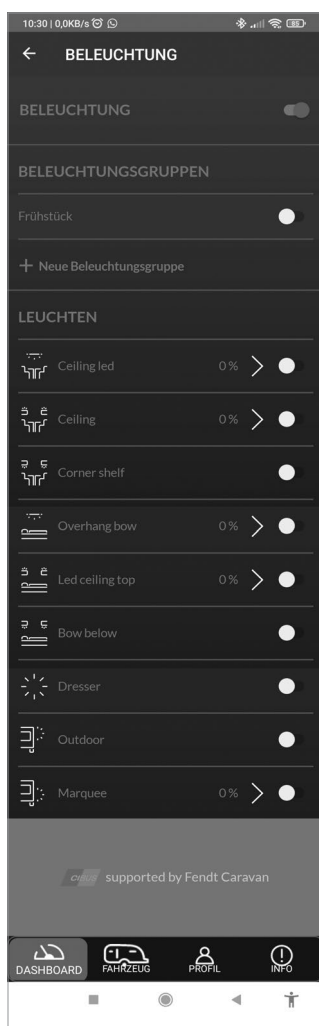 10:30 | 0,0KB/s 85
BELEUCHTUNG
BELEUCHTUNG
BELEUCHTUNGSGRUPPEN
Frühstück
+ Neue Beleuchtungsgruppe
LEUCHTEN
Ceiling led 0 %
Ceiling 0 %
Corner shelf
Overhang bow 0 %
Led ceiling top 0 %
Bow below
Dresser
Outdoor
Marquee 0 %
supported by Fendt Caravan
DASHBOARD FAHRZEUG PROFIL INFO